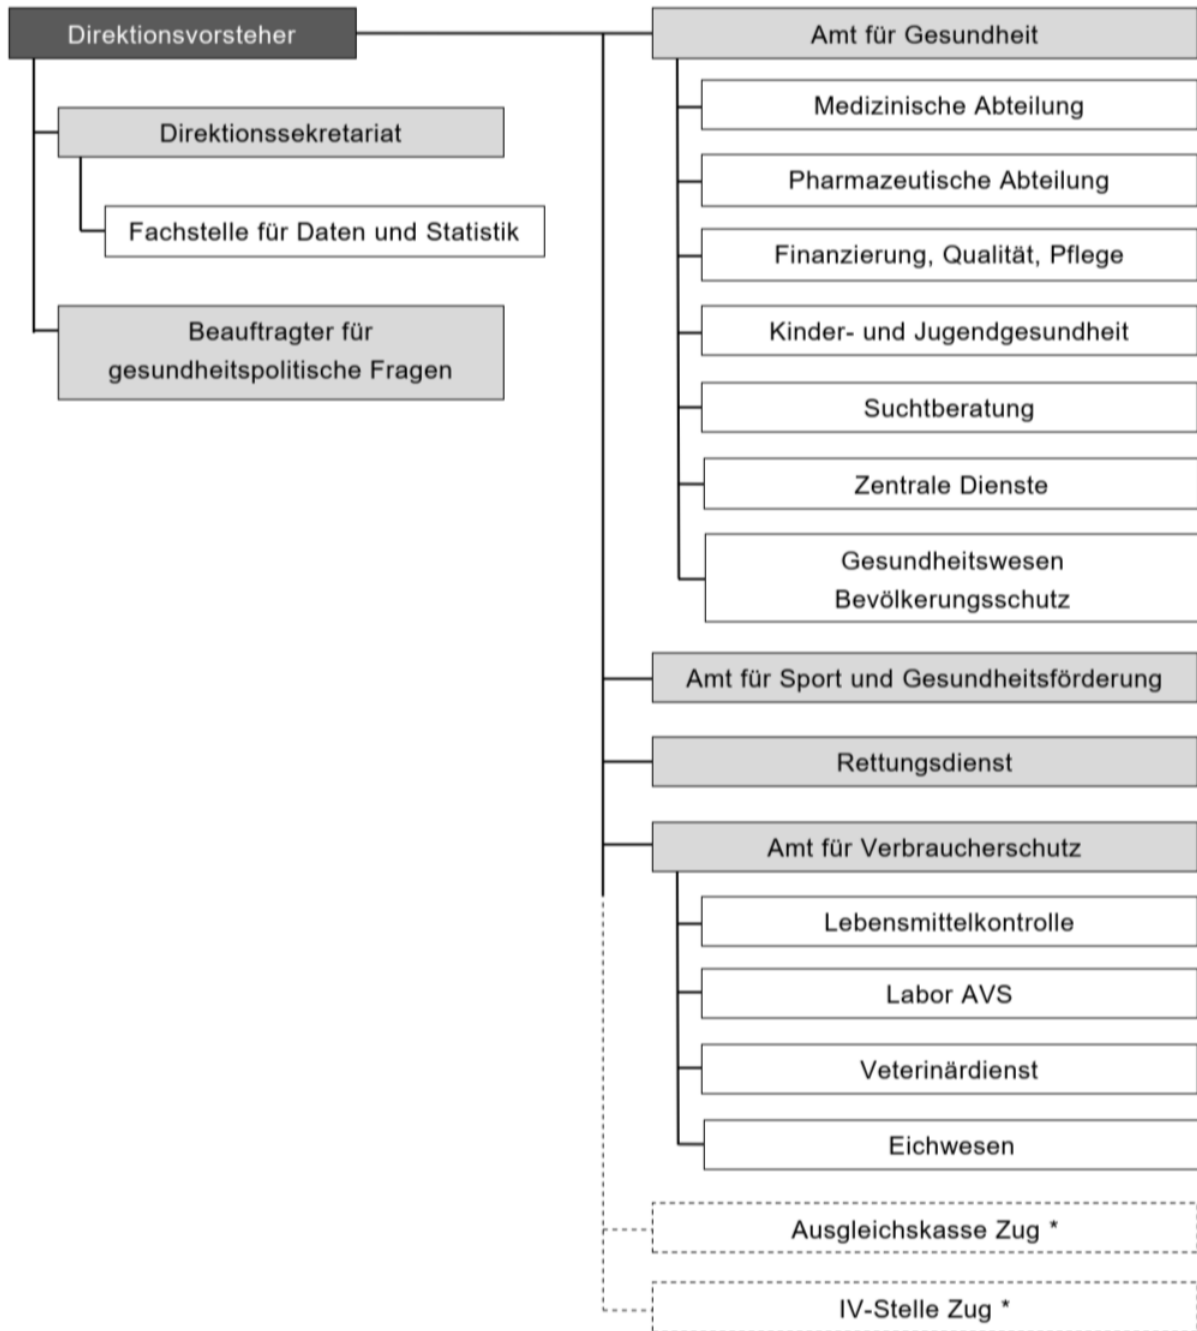 Direktionsvorsteher
Direktionssekretariat
Fachstelle für Daten und Statistik
Beauftragter für
gesundheitspolitische Fragen
Amt für Gesundheit
Medizinische Abteilung
Pharmazeutische Abteilung
Finanzierung, Qualität, Pflege
Kinder- und Jugendgesundheit
Suchtberatung
Zentrale Dienste
Gesundheitswesen
Bevölkerungsschutz
Amt für Sport und Gesundheitsförderung
Rettungsdienst
Amt für Verbraucherschutz
Lebensmittelkontrolle
Labor AVS
Veterinärdienst
Eichwesen
Ausgleichskasse Zug *
IV-Stelle Zug *